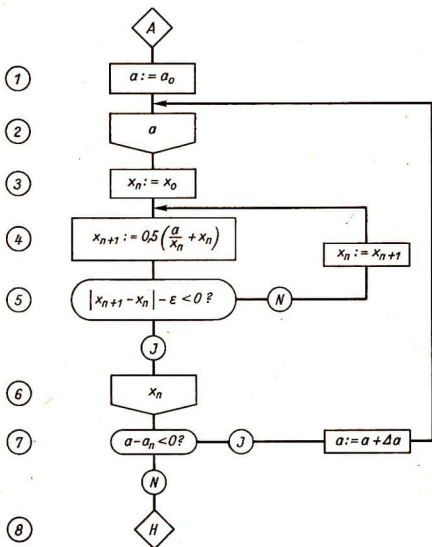 A
1 a := a₀
2 a
3 xₙ := x₀
4 xₙ₊₁ := 0,5 (a/xₙ + xₙ)
xₙ := xₙ₊₁
5 |xₙ₊₁ - xₙ| - ε < 0 ? N
J
6 xₙ
7 a - aₙ < 0? J a := a + Δa
N
8 H